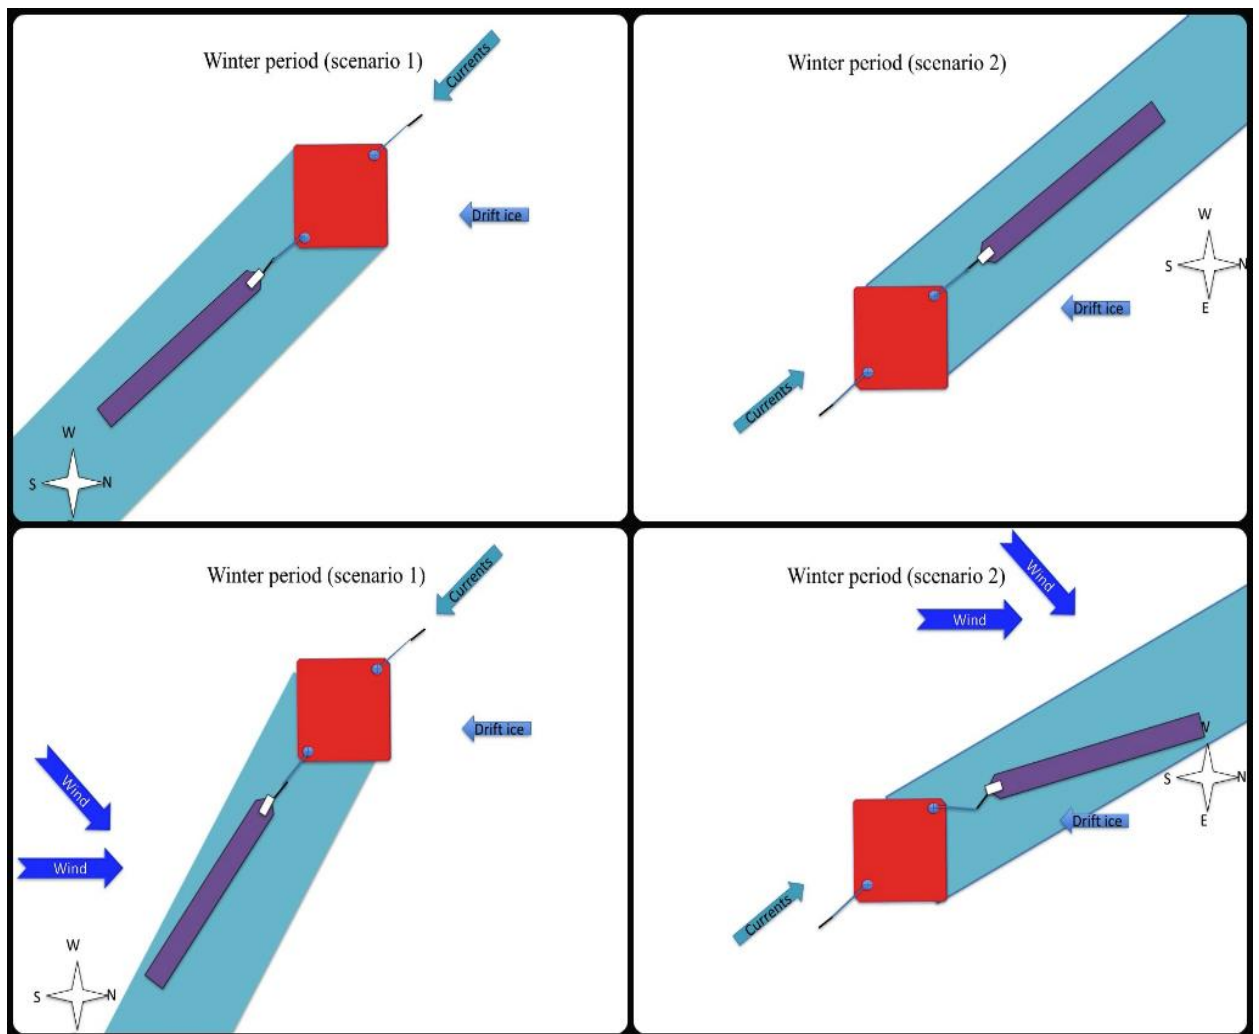 Winter period (scenario 1)
Currents
Drift ice
W
S
N
Winter period (scenario 2)
W
S
N
E
Drift ice
Currents
Winter period (scenario 1)
Currents
Drift ice
Wind
Wind
W
S
N
Wind
Winter period (scenario 2)
Wind
S
N
E
Drift ice
Currents